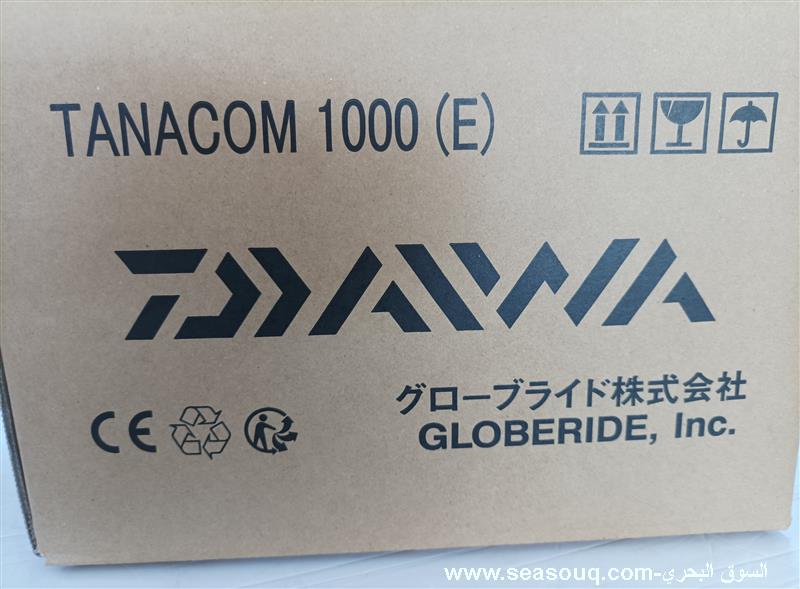 TANACOM 1000 (E)
DAIWA
CE
グローブライド株式会社
GLOBERIDE, Inc.
www.seasouq.com-السوق البحري